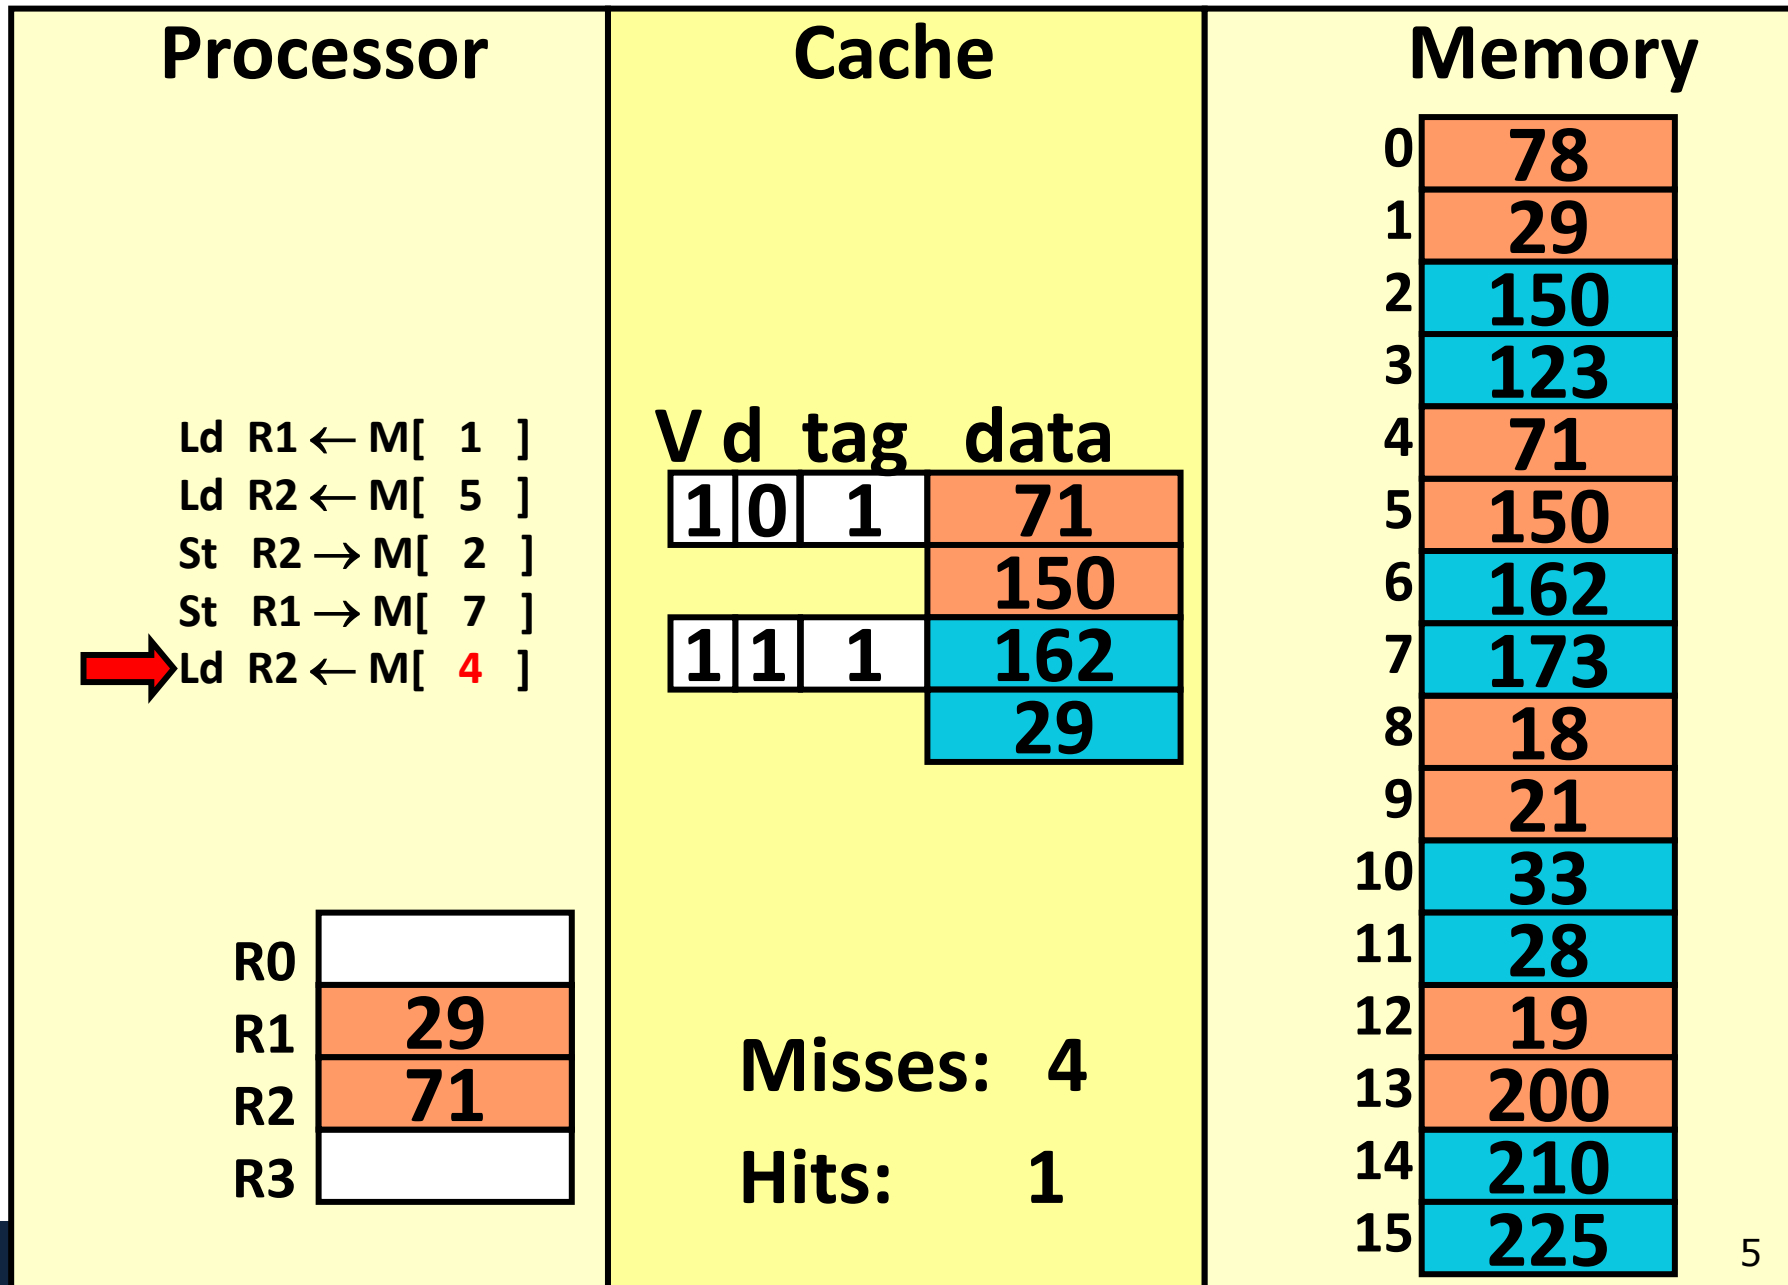 Processor
Cache
Memory
Ld R1 ← M[ 1 ]
Ld R2 ← M[ 5 ]
St R2 → M[ 2 ]
St R1 → M[ 7 ]
Ld R2 ← M[ 4 ]
R0
R1 29
R2 71
R3
V d tag data
1 0 1 71
150
1 1 1 162
29
Misses: 4
Hits: 1
0 78
1 29
2 150
3 123
4 71
5 150
6 162
7 173
8 18
9 21
10 33
11 28
12 19
13 200
14 210
15 225
5